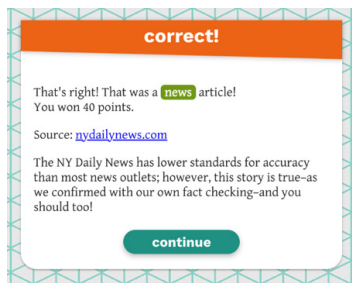 correct!
That's right! That was a news article!
You won 40 points.
Source: nydailynews.com
The NY Daily News has lower standards for accuracy
than most news outlets; however, this story is true–as
we confirmed with our own fact checking–and you
should too!
continue